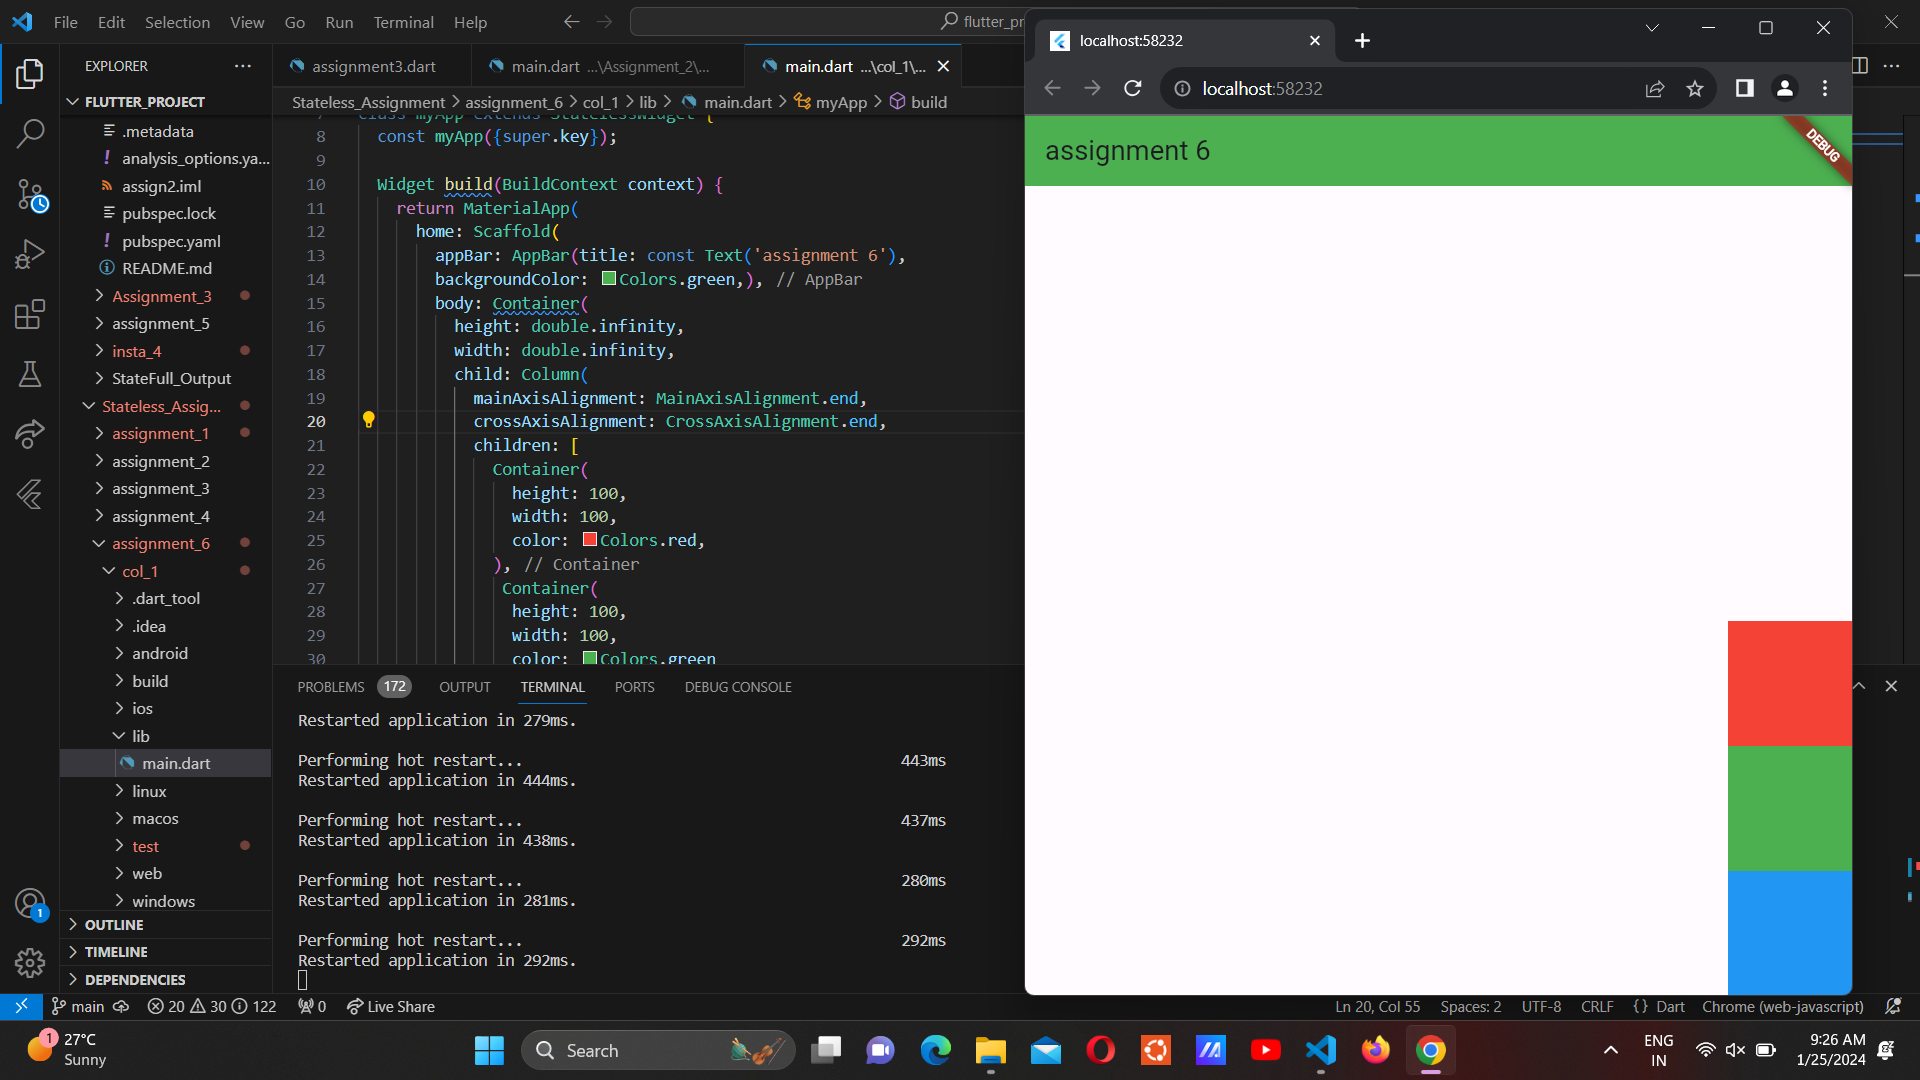 File Edit Selection View Go Run Terminal Help
flutter_pr
EXPLORER
FLUTTER_PROJECT
.metadata
! analysis_options.ya...
assign2.iml
pubspec.lock
! pubspec.yaml
README.md
Assignment_3
assignment_5
insta_4
StateFull_Output
Stateless_Assig...
assignment_1
assignment_2
assignment_3
assignment_4
assignment_6
col_1
.dart_tool
.idea
android
build
ios
lib
main.dart
linux
macos
test
web
windows
OUTLINE
TIMELINE
DEPENDENCIES
assignment3.dart
main.dart ...\Assignment_2\...
main.dart ...\col_1\...
Stateless_Assignment > assignment_6 > col_1 > lib > main.dart > myApp > build
class myApp extends StatelessWidget {
8 const myApp({super.key});
9
10 Widget build(BuildContext context) {
11 return MaterialApp(
12 home: Scaffold(
13 appBar: AppBar(title: const Text('assignment 6'),
14 backgroundColor: Colors.green,), // AppBar
15 body: Container(
16 height: double.infinity,
17 width: double.infinity,
18 child: Column(
19 mainAxisAlignment: MainAxisAlignment.end,
20 crossAxisAlignment: CrossAxisAlignment.end,
21 children: [
22 Container(
23 height: 100,
24 width: 100,
25 color: Colors.red,
26 ), // Container
27 Container(
28 height: 100,
29 width: 100,
30 color: Colors.green
PROBLEMS 172 OUTPUT TERMINAL PORTS DEBUG CONSOLE
Restarted application in 279ms.
Performing hot restart... 443ms
Restarted application in 444ms.
Performing hot restart... 437ms
Restarted application in 438ms.
Performing hot restart... 280ms
Restarted application in 281ms.
Performing hot restart... 292ms
Restarted application in 292ms.
localhost:58232
localhost:58232
assignment 6
DEBUG
1
main 20 30 122 0 Live Share
Ln 20, Col 55 Spaces: 2 UTF-8 CRLF {} Dart Chrome (web-javascript)
1
27°C
Sunny
Search
ENG
IN
9:26 AM
1/25/2024